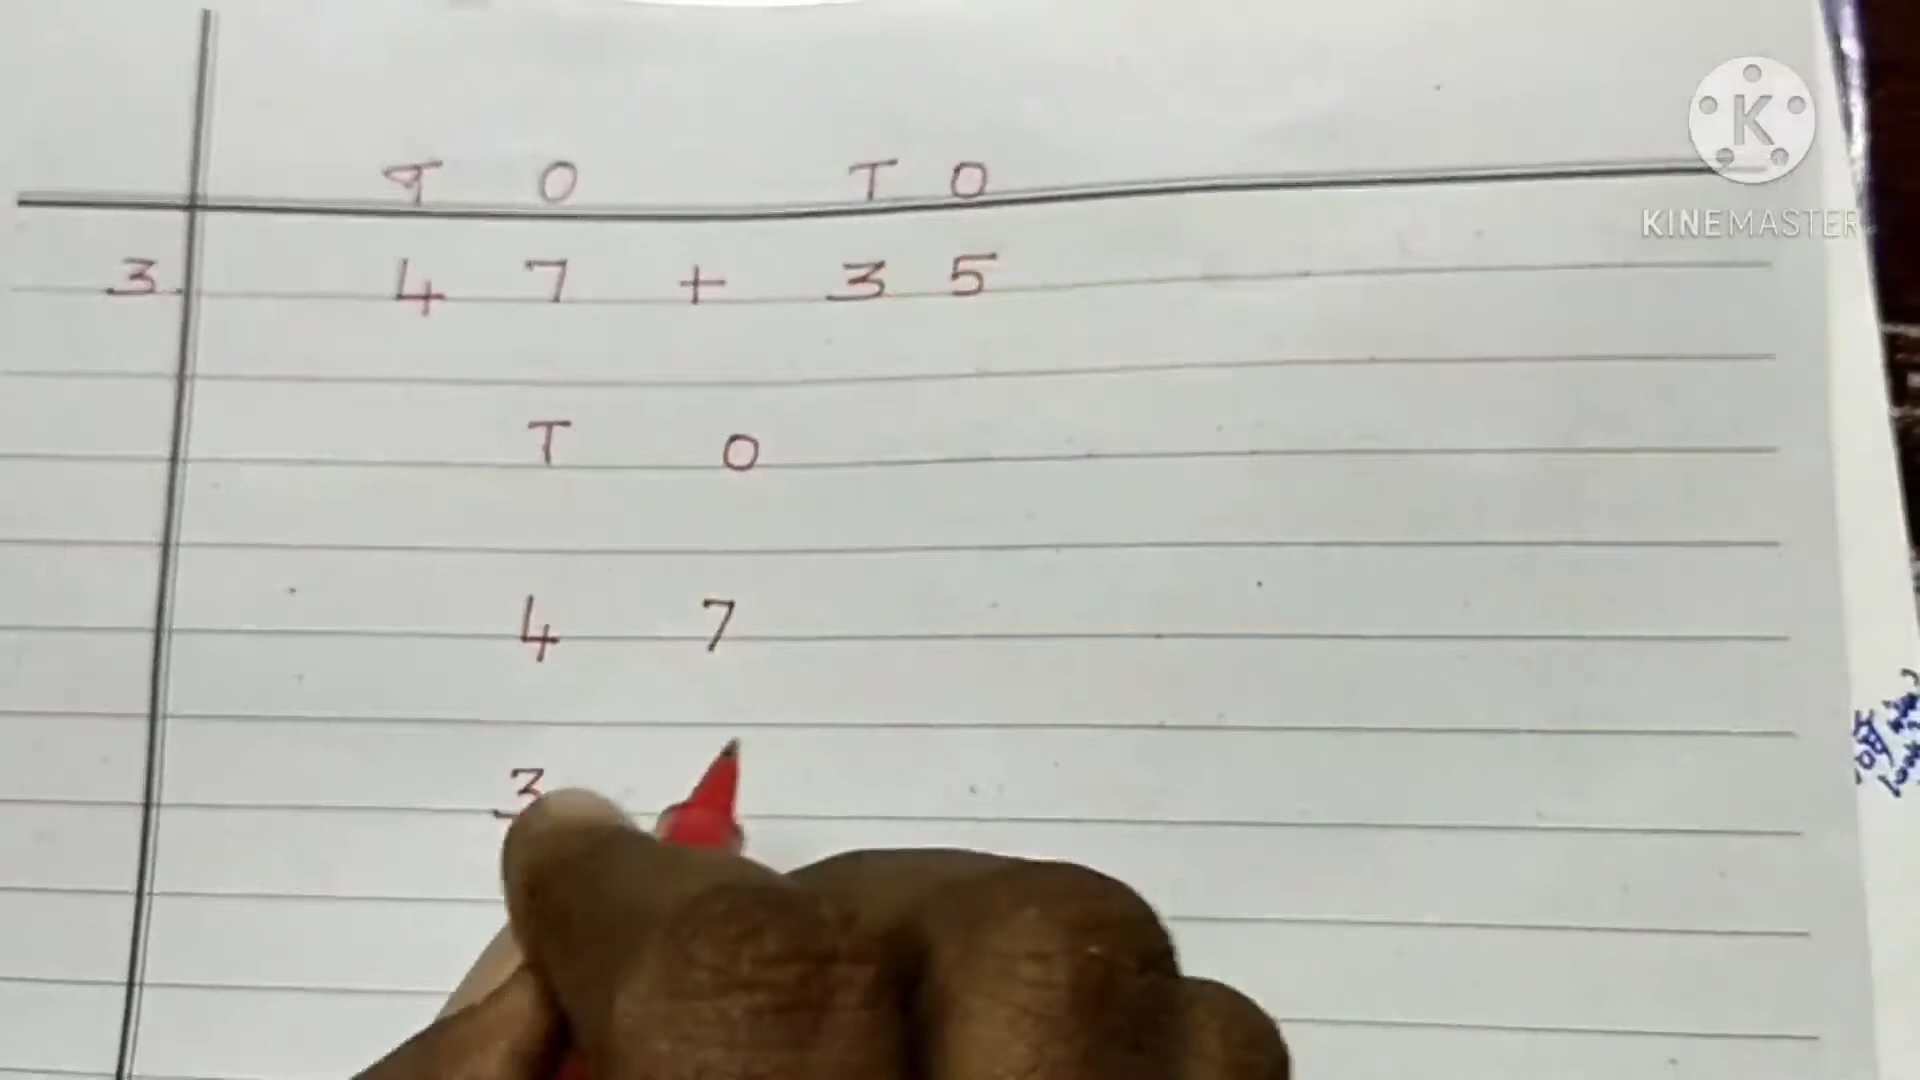 T O T O
3 4 7 + 3 5
T O
4 7
3
K
KINEMASTER